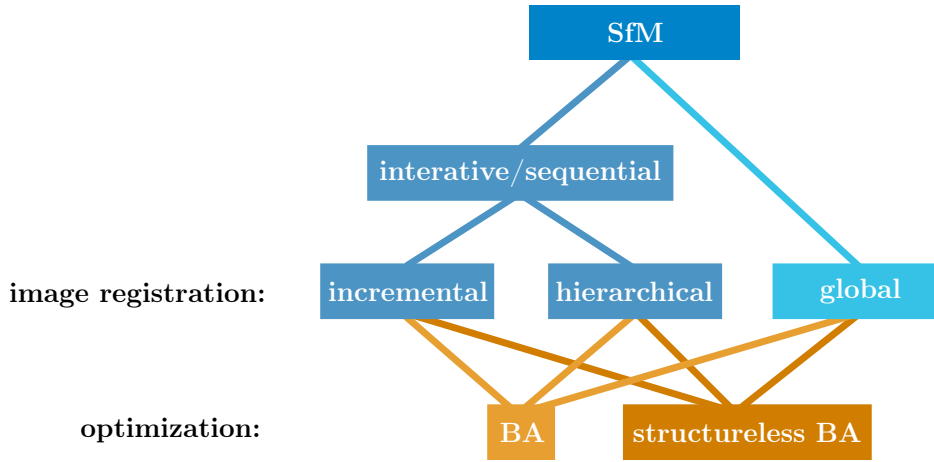 SfM
interative/sequential
image registration:
incremental
hierarchical
global
optimization:
BA
structureless BA